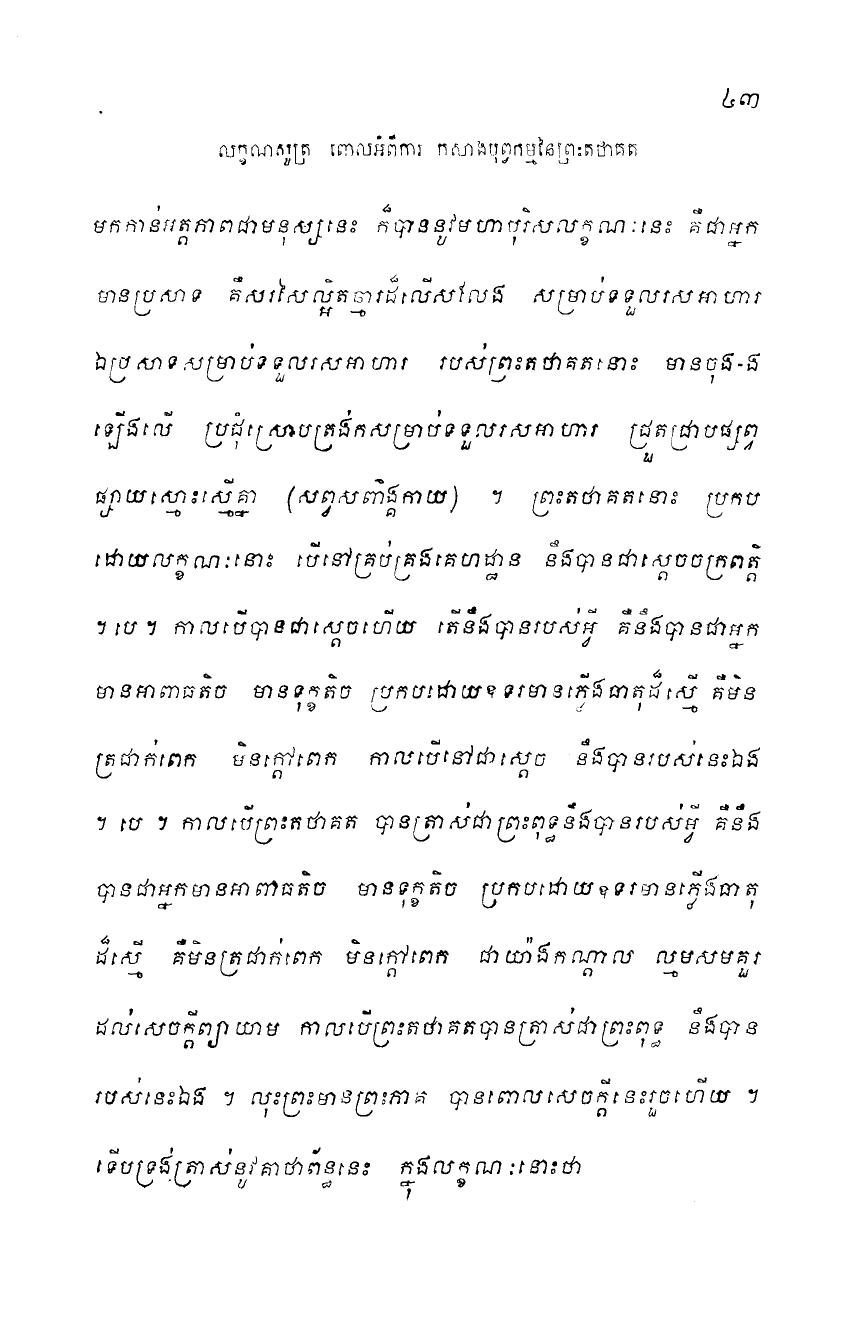 ៤៣
លក្ខណសូត្រ ពោលអំពីការ កសាងបុព្វកម្មនៃព្រះតថាគត
មកកាន់អត្តភាពជាមនុស្សនេះ ក៏បាននូវមហាបុរិសលក្ខណៈនេះ គឺជាអ្នក
មានប្រសាទ គឺសរសៃល្អិតឆ្មារដ៏លើសលែង សម្រាប់ទទួលរសអាហារ
ឯប្រសាទសម្រាប់ទទួលរសអាហារ របស់ព្រះតថាគតនោះ មានចុង-ង
ឡើងលើ ប្រជុំស្រោបត្រង់កសម្រាប់ទទួលរសអាហារ ជ្រួតជ្រាបផ្សព្វ
ផ្សាយស្មោះស្មើគ្នា (សព្វសពា៌ង្គកាយ) ។ ព្រះតថាគតនោះ ប្រកប
ដោយលក្ខណៈនោះ បើនៅគ្រប់គ្រងគេហដ្ឋាន នឹងបានជាស្តេចចក្រពត្តិ
។ បេ ។ កាលបើបានជាស្តេចហើយ តើនឹងបានរបស់អ្វី គឺនឹងបានជាអ្នក
មានអាពាធតិច មានទុក្ខតិច ប្រកបដោយឧទរមានភ្លើងធាតុដ៏ស្មើ គឺមិន
ត្រជាក់ពេក មិនក្តៅពេក កាលបើនៅជាស្តេច នឹងបានរបស់នេះឯង
។ បេ ។ កាលបើព្រះតថាគត បានត្រាស់ជាព្រះពុទ្ធនឹងបានរបស់អ្វី គឺនឹង
បានជាអ្នកមានអាពាធតិច មានទុក្ខតិច ប្រកបដោយឧទរមានភ្លើងធាតុ
ដ៏ស្មើ គឺមិនត្រជាក់ពេក មិនក្តៅពេក ជាយ៉ាងកណ្តាល ល្មមសមគួរ
ដល់សេចក្តីព្យាយាម កាលបើព្រះតថាគតបានត្រាស់ជាព្រះពុទ្ធ នឹងបាន
របស់នេះឯង ។ លុះព្រះមានព្រះភាគ បានពោលសេចក្តីនេះរួចហើយ ។
ទើបទ្រង់ត្រាស់នូវគាថាព័ន្ធនេះ ក្នុងលក្ខណៈនោះថា